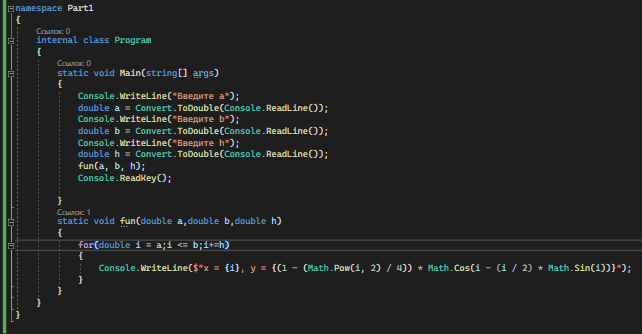 namespace Part1
{
Ссылок: 0
internal class Program
{
Ссылок: 0
static void Main(string[] args)
{
Console.WriteLine("Введите a");
double a = Convert.ToDouble(Console.ReadLine());
Console.WriteLine("Введите b");
double b = Convert.ToDouble(Console.ReadLine());
Console.WriteLine("Введите h");
double h = Convert.ToDouble(Console.ReadLine());
fun(a, b, h);
Console.ReadKey();
}
Ссылок: 1
static void fun(double a,double b,double h)
{
for(double i = a;i <= b;i+=h)
{
Console.WriteLine($"x = {i}, y = {(1 - (Math.Pow(i, 2) / 4)) * Math.Cos(i - (i / 2) * Math.Sin(i))}");
}
}
}
}